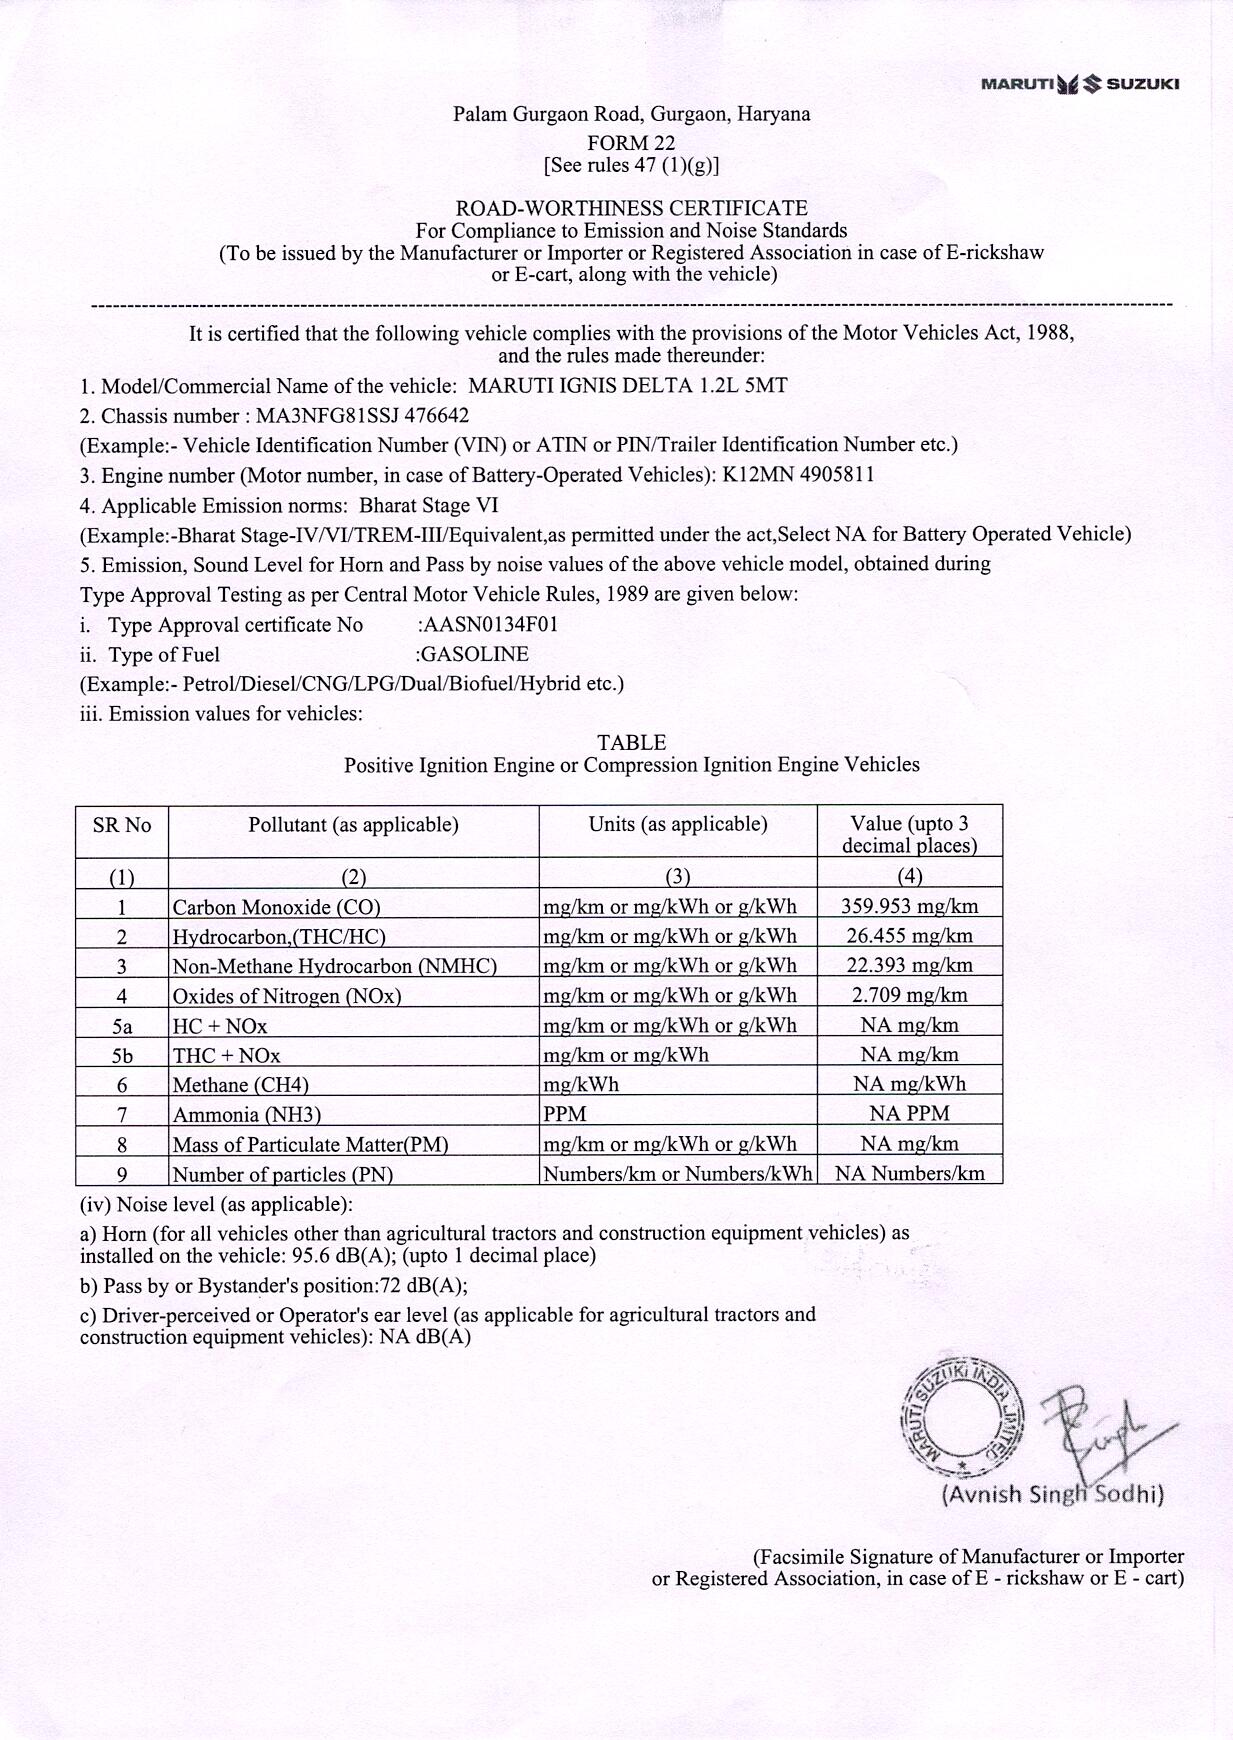 MARUTI SUZUKI
Palam Gurgaon Road, Gurgaon, Haryana
FORM 22
[See rules 47 (1)(g)]
ROAD-WORTHINESS CERTIFICATE
For Compliance to Emission and Noise Standards
(To be issued by the Manufacturer or Importer or Registered Association in case of E-rickshaw
or E-cart, along with the vehicle)
It is certified that the following vehicle complies with the provisions of the Motor Vehicles Act, 1988,
and the rules made thereunder:
1. Model/Commercial Name of the vehicle: MARUTI IGNIS DELTA 1.2L 5MT
2. Chassis number : MA3NFG81SSJ 476642
(Example:- Vehicle Identification Number (VIN) or ATIN or PIN/Trailer Identification Number etc.)
3. Engine number (Motor number, in case of Battery-Operated Vehicles): K12MN 4905811
4. Applicable Emission norms: Bharat Stage VI
(Example:-Bharat Stage-IV/VI/TREM-III/Equivalent,as permitted under the act,Select NA for Battery Operated Vehicle)
5. Emission, Sound Level for Horn and Pass by noise values of the above vehicle model, obtained during
Type Approval Testing as per Central Motor Vehicle Rules, 1989 are given below:
i. Type Approval certificate No :AASN0134F01
ii. Type of Fuel :GASOLINE
(Example:- Petrol/Diesel/CNG/LPG/Dual/Biofuel/Hybrid etc.)
iii. Emission values for vehicles:
TABLE
Positive Ignition Engine or Compression Ignition Engine Vehicles
SR No Pollutant (as applicable) Units (as applicable) Value (upto 3
decimal places)
(1) (2) (3) (4)
1 Carbon Monoxide (CO) mg/km or mg/kWh or g/kWh 359.953 mg/km
2 Hydrocarbon,(THC/HC) mg/km or mg/kWh or g/kWh 26.455 mg/km
3 Non-Methane Hydrocarbon (NMHC) mg/km or mg/kWh or g/kWh 22.393 mg/km
4 Oxides of Nitrogen (NOx) mg/km or mg/kWh or g/kWh 2.709 mg/km
5a HC + NOx mg/km or mg/kWh or g/kWh NA mg/km
5b THC + NOx mg/km or mg/kWh NA mg/km
6 Methane (CH4) mg/kWh NA mg/kWh
7 Ammonia (NH3) PPM NA PPM
8 Mass of Particulate Matter(PM) mg/km or mg/kWh or g/kWh NA mg/km
9 Number of particles (PN) Numbers/km or Numbers/kWh NA Numbers/km
(iv) Noise level (as applicable):
a) Horn (for all vehicles other than agricultural tractors and construction equipment vehicles) as
installed on the vehicle: 95.6 dB(A); (upto 1 decimal place)
b) Pass by or Bystander's position:72 dB(A);
c) Driver-perceived or Operator's ear level (as applicable for agricultural tractors and
construction equipment vehicles): NA dB(A)
MARUTI SUZUKI INDIA LIMITED
(Avnish Singh Sodhi)
(Facsimile Signature of Manufacturer or Importer
or Registered Association, in case of E - rickshaw or E - cart)